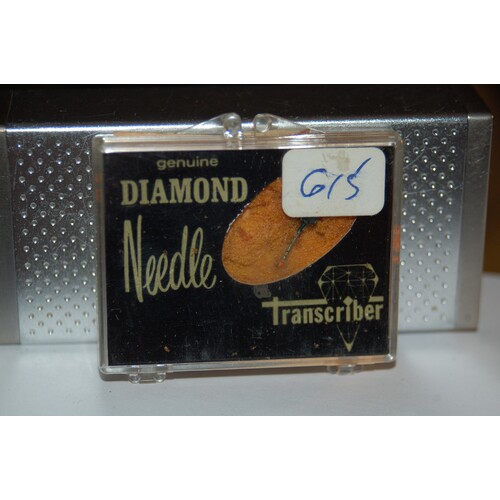 genuine
DIAMOND
Needle
615
Transcriber